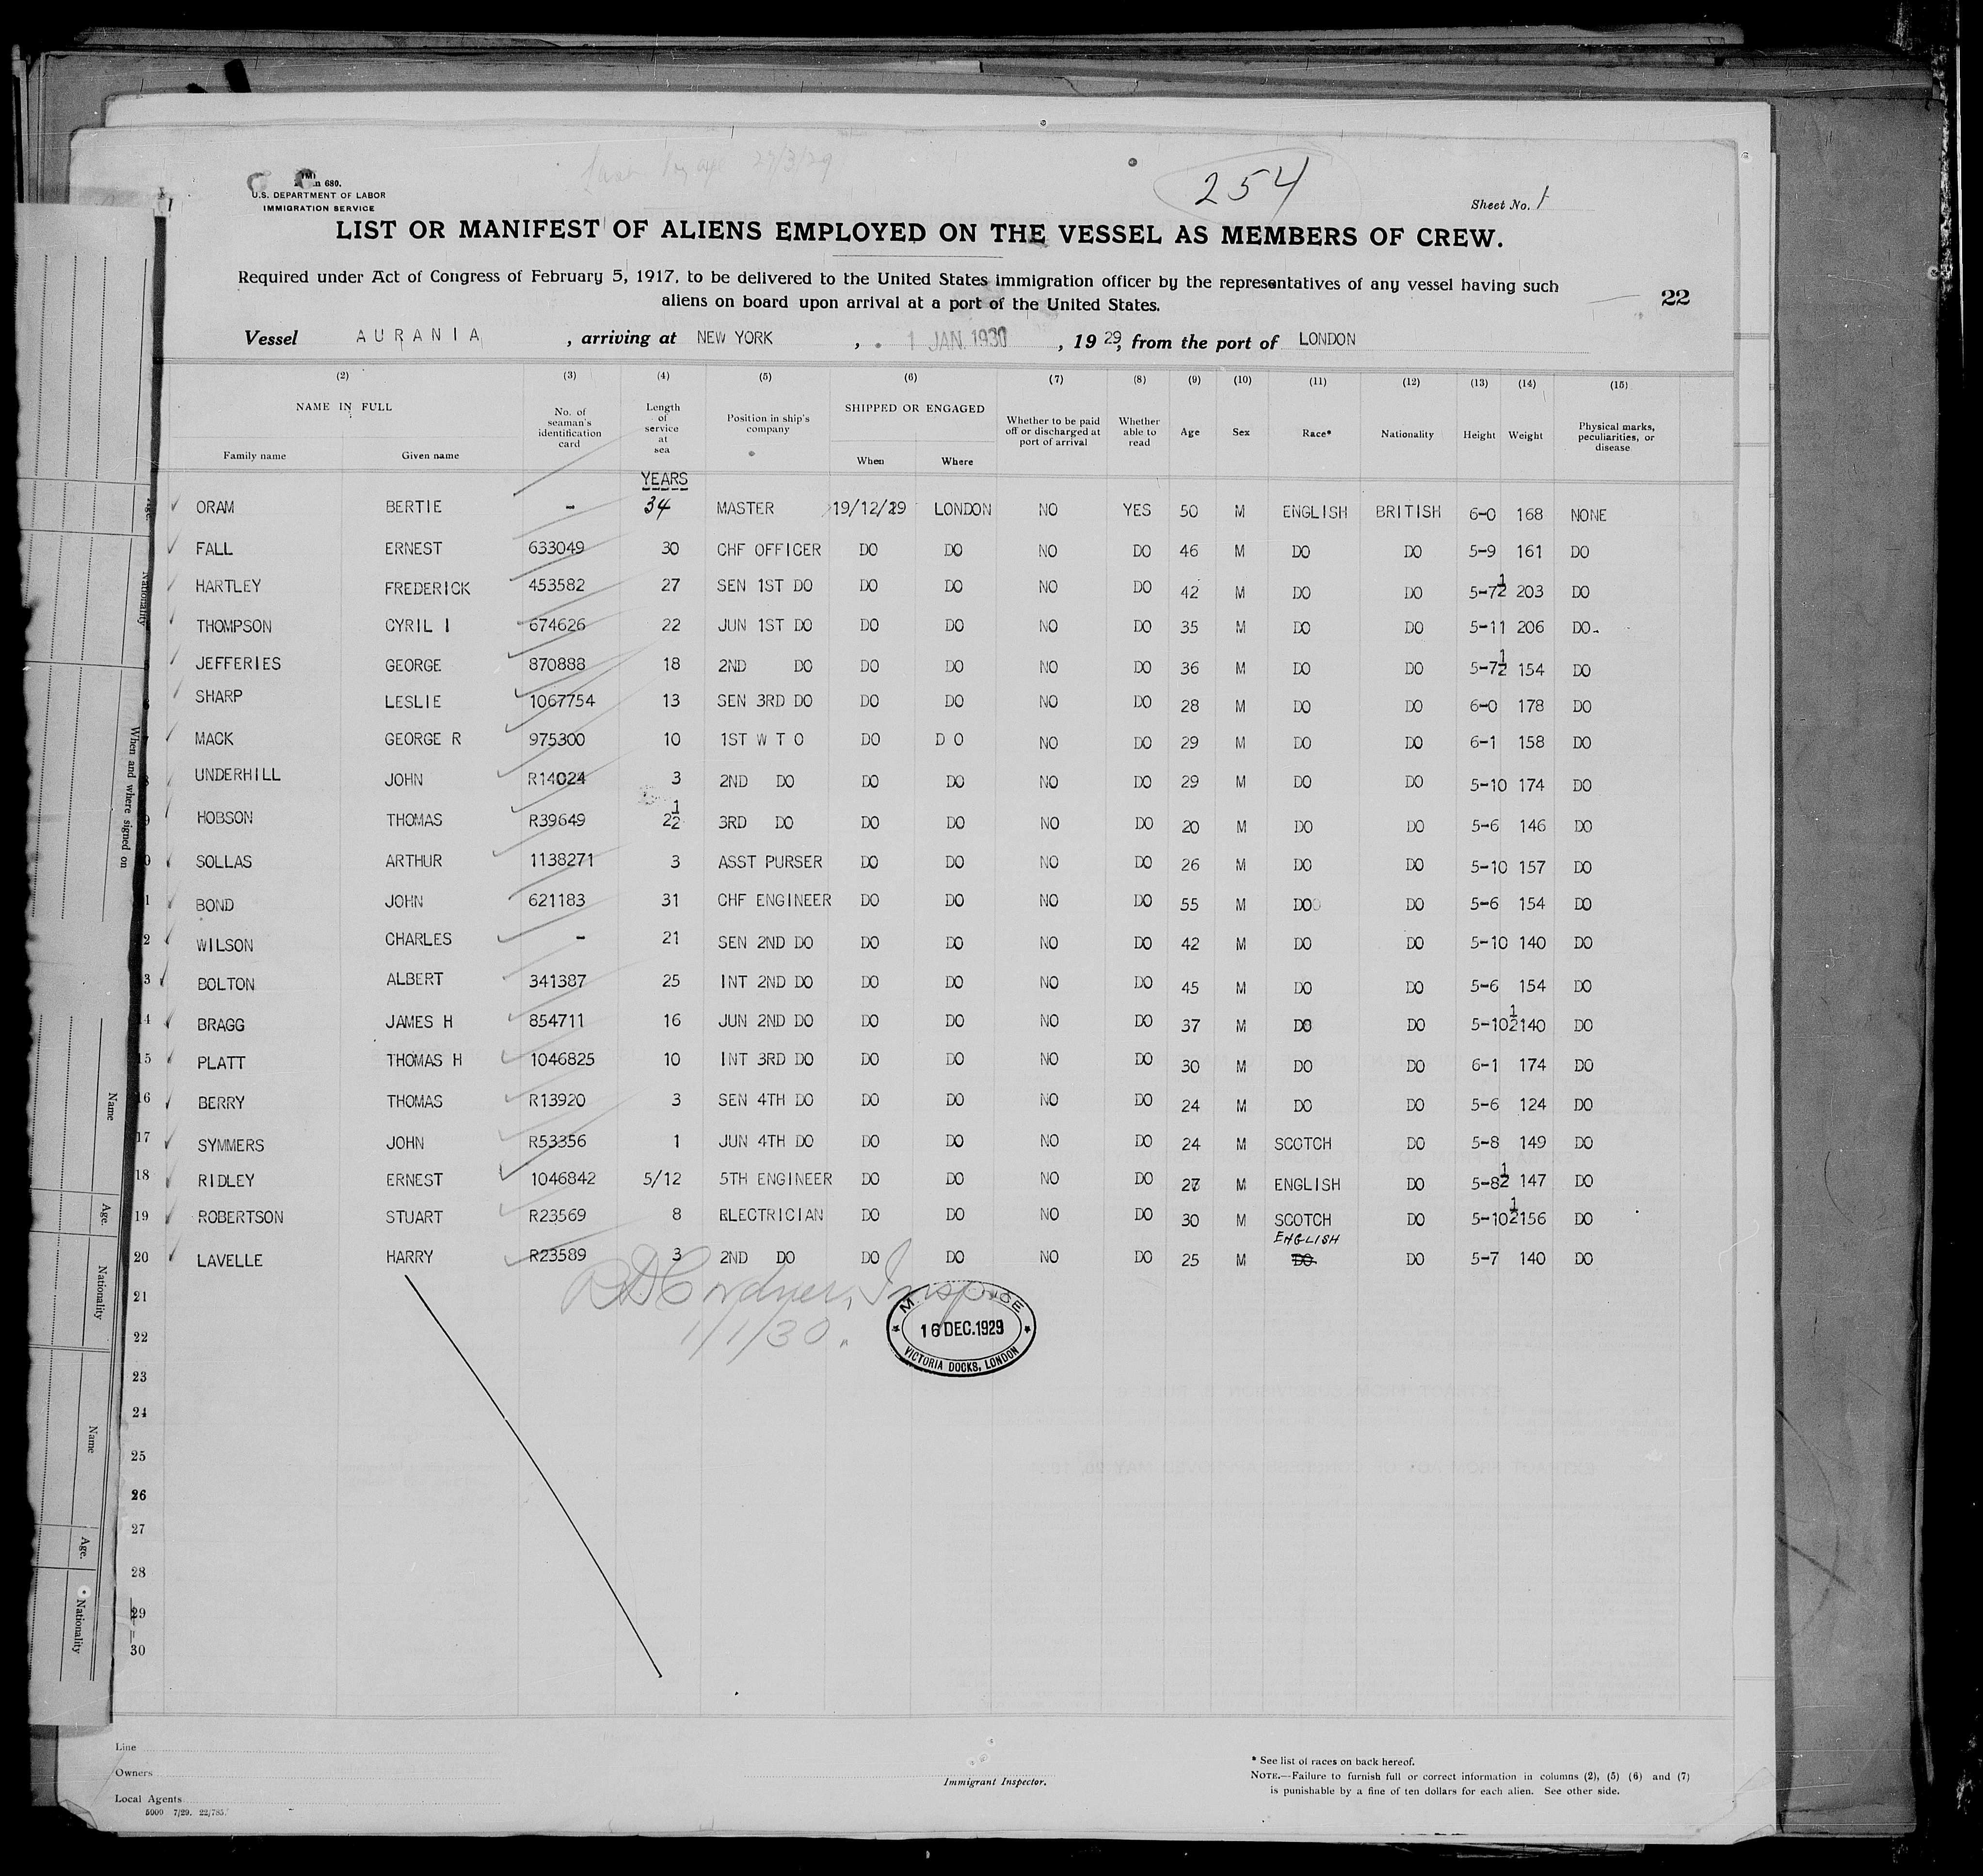 254
Form 680.
U.S. DEPARTMENT OF LABOR
IMMIGRATION SERVICE
Sheet No. 1
LIST OR MANIFEST OF ALIENS EMPLOYED ON THE VESSEL AS MEMBERS OF CREW.
Required under Act of Congress of February 5, 1917, to be delivered to the United States immigration officer by the representatives of any vessel having such
aliens on board upon arrival at a port of the United States.
22
Vessel AURANIA, arriving at NEW YORK, 1 JAN. 1930, 1929, from the port of LONDON
(2) (3) (4) (5) (6) (7) (8) (9) (10) (11) (12) (13) (14) (15)
NAME IN FULL
Family name Given name
No. of seaman's identification card
Length of service at sea
Position in ship's company
SHIPPED OR ENGAGED
When Where
Whether to be paid off or discharged at port of arrival
Whether able to read
Age Sex Race* Nationality Height Weight
Physical marks, peculiarities, or disease
YEARS
ORAM BERTIE - 34 MASTER 19/12/29 LONDON NO YES 50 M ENGLISH BRITISH 6-0 168 NONE
FALL ERNEST 633049 30 CHF OFFICER DO DO NO DO 46 M DO DO 5-9 161 DO
HARTLEY FREDERICK 453582 27 SEN 1ST DO DO DO NO DO 42 M DO DO 5-7 1/2 203 DO
THOMPSON CYRIL I 674626 22 JUN 1ST DO DO DO NO DO 35 M DO DO 5-11 206 DO-
JEFFERIES GEORGE 870888 18 2ND DO DO DO NO DO 36 M DO DO 5-7 1/2 154 DO
SHARP LESLIE 1067754 13 SEN 3RD DO DO DO NO DO 28 M DO DO 6-0 178 DO
MACK GEORGE R 975300 10 1ST W T O DO D O NO DO 29 M DO DO 6-1 158 DO
UNDERHILL JOHN R14024 3 2ND DO DO DO NO DO 29 M DO DO 5-10 174 DO
9 HOBSON THOMAS R39649 2 1/2 3RD DO DO DO NO DO 20 M DO DO 5-6 146 DO
0 SOLLAS ARTHUR 1138271 3 ASST PURSER DO DO NO DO 26 M DO DO 5-10 157 DO
1 BOND JOHN 621183 31 CHF ENGINEER DO DO NO DO 55 M DO DO 5-6 154 DO
2 WILSON CHARLES - 21 SEN 2ND DO DO DO NO DO 42 M DO DO 5-10 140 DO
3 BOLTON ALBERT 341387 25 INT 2ND DO DO DO NO DO 45 M DO DO 5-6 154 DO
14 BRAGG JAMES H 854711 16 JUN 2ND DO DO DO NO DO 37 M DO DO 5-10 1/2 140 DO
15 PLATT THOMAS H 1046825 10 INT 3RD DO DO DO NO DO 30 M DO DO 6-1 174 DO
16 BERRY THOMAS R13920 3 SEN 4TH DO DO DO NO DO 24 M DO DO 5-6 124 DO
17 SYMMERS JOHN R53356 1 JUN 4TH DO DO DO NO DO 24 M SCOTCH DO 5-8 149 DO
18 RIDLEY ERNEST 1046842 5/12 5TH ENGINEER DO DO NO DO 27 M ENGLISH DO 5-8 1/2 147 DO
19 ROBERTSON STUART R23569 8 ELECTRICIAN DO DO NO DO 30 M SCOTCH DO 5-10 1/2 156 DO
20 LAVELLE HARRY R23589 3 2ND DO DO DO NO DO 25 M ENGLISH DO 5-7 140 DO
21
22
23
24
25
26
27
28
29
30
1/1/30.
16 DEC. 1929
VICTORIA DOCKS, LONDON
Line
Owners
Local Agents
5000 7/29. 22/785.
Immigrant Inspector.
* See list of races on back hereof.
NOTE.—Failure to furnish full or correct information in columns (2), (5) (6) and (7)
is punishable by a fine of ten dollars for each alien. See other side.
Age.
Nationality
When and where signed on
Name
Age.
Nationality
Name
Age.
Nationality